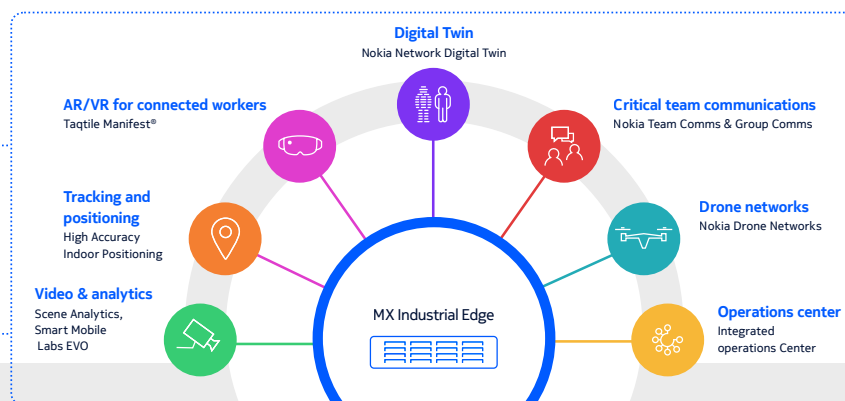 Digital Twin
Nokia Network Digital Twin
AR/VR for connected workers
Taqtile Manifest®
Critical team communications
Nokia Team Comms & Group Comms
Tracking and
positioning
High Accuracy
Indoor Positioning
Drone networks
Nokia Drone Networks
Video & analytics
Scene Analytics,
Smart Mobile
Labs EVO
MX Industrial Edge
Operations center
Integrated
operations Center